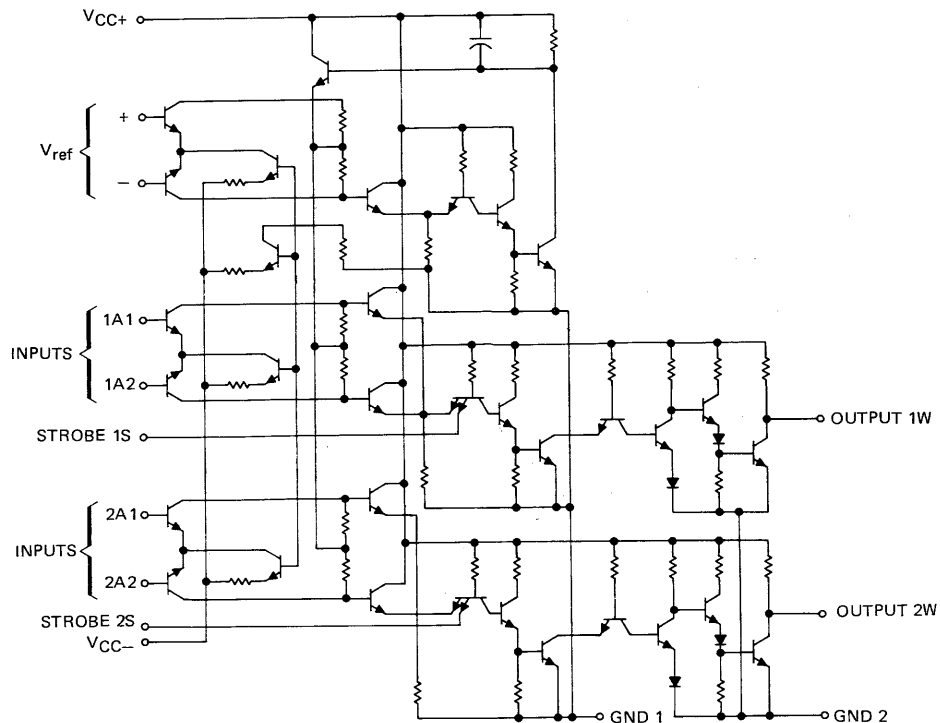 VCC+
+
Vref
−
1A1
INPUTS
1A2
OUTPUT 1W
STROBE 1S
2A1
INPUTS
2A2
OUTPUT 2W
STROBE 2S
VCC−
GND 1
GND 2